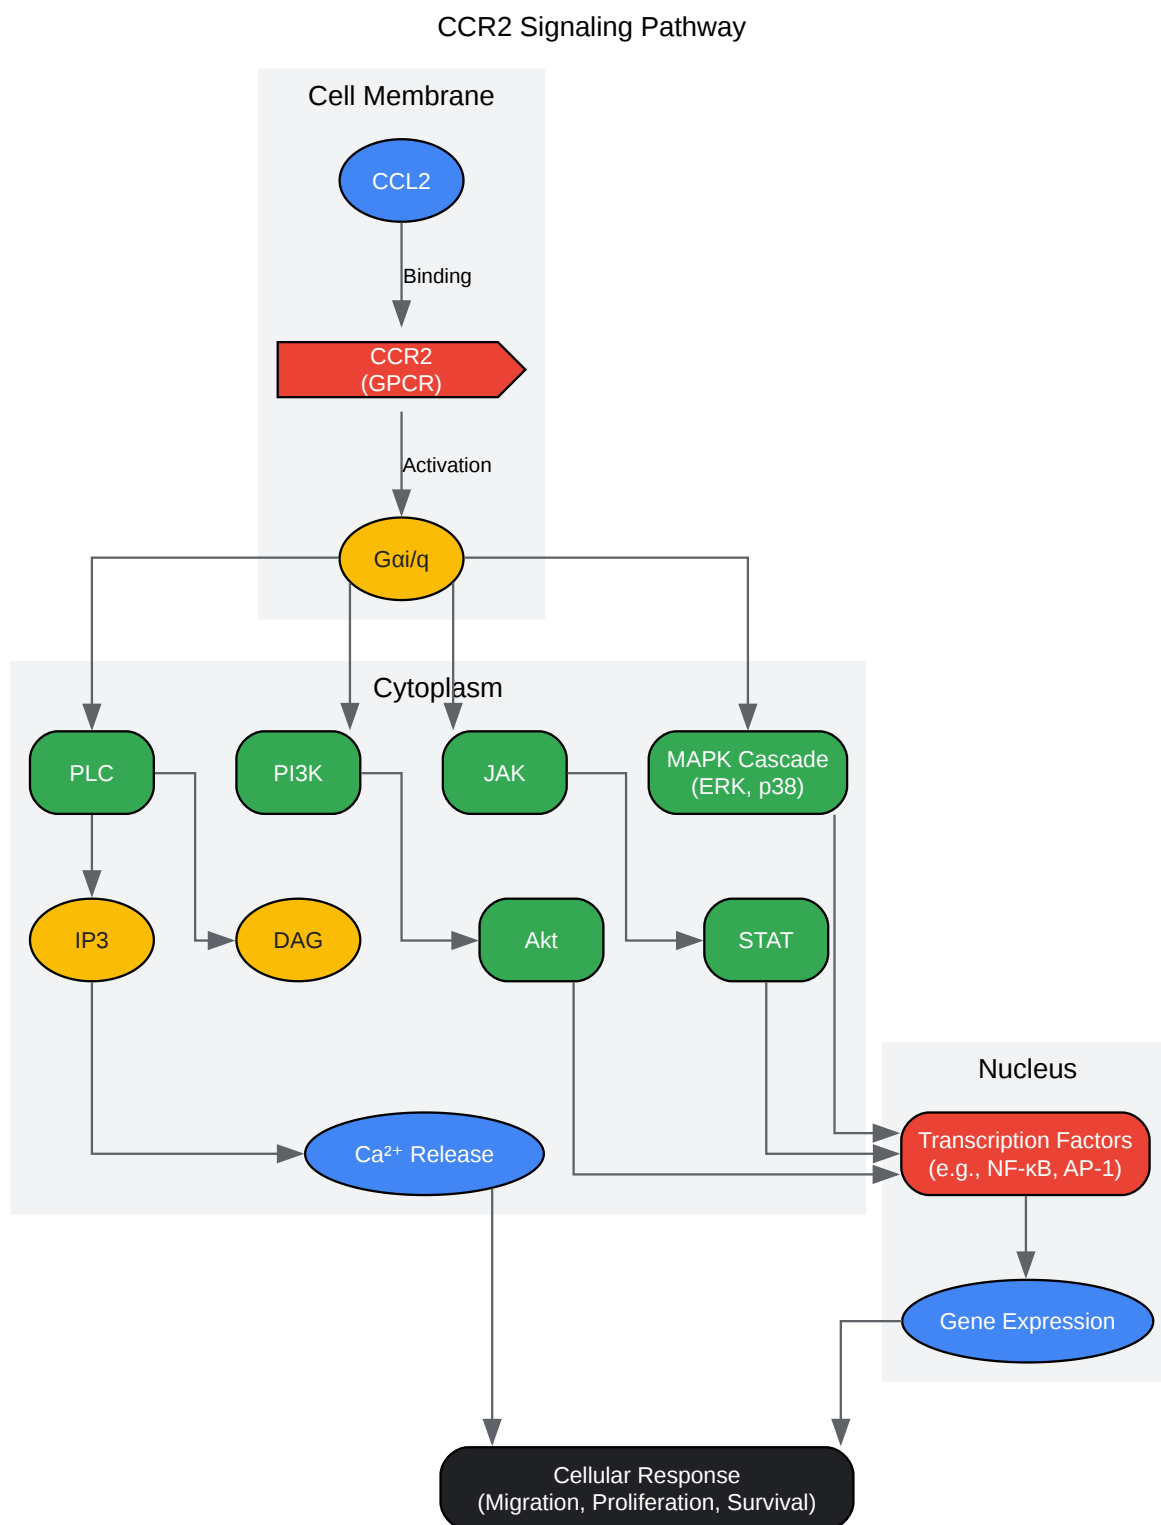 CCR2 Signaling Pathway
Cell Membrane
CCL2
Binding
CCR2
(GPCR)
Activation
Gαi/q
Cytoplasm
PLC
PI3K
JAK
MAPK Cascade
(ERK, p38)
IP3
DAG
Akt
STAT
Nucleus
Ca²⁺ Release
Transcription Factors
(e.g., NF-κB, AP-1)
Gene Expression
Cellular Response
(Migration, Proliferation, Survival)